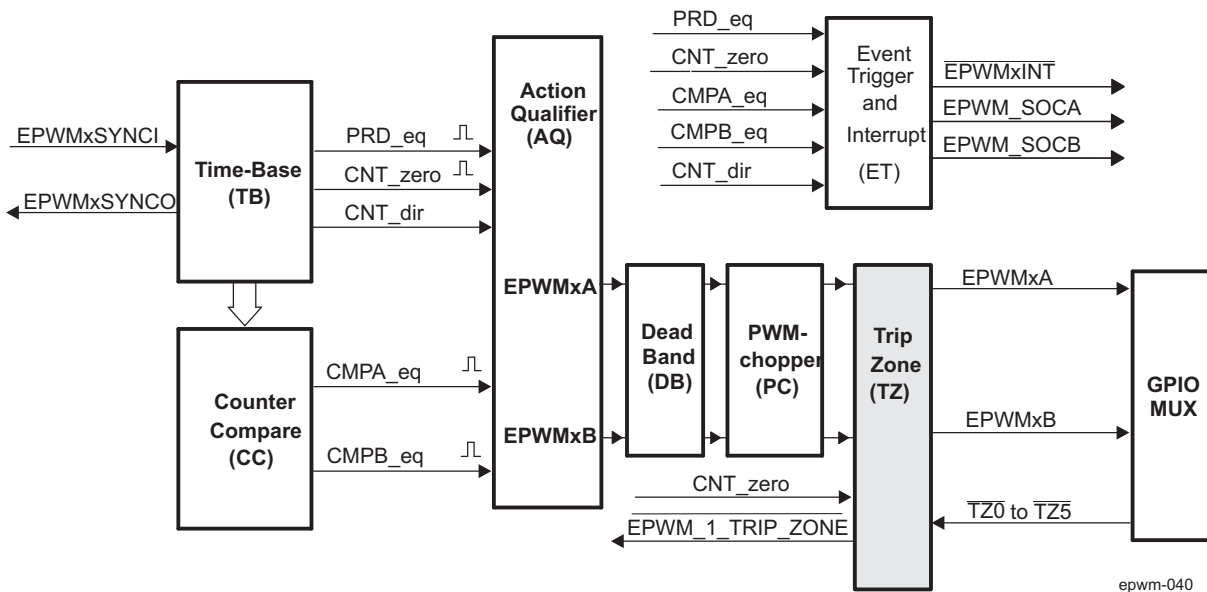 EPWMxSYNCI
EPWMxSYNCO
Time-Base
(TB)
PRD_eq
CNT_zero
CNT_dir
Counter
Compare
(CC)
CMPA_eq
CMPB_eq
Action
Qualifier
(AQ)
EPWMxA
EPWMxB
PRD_eq
CNT_zero
CMPA_eq
CMPB_eq
CNT_dir
Event
Trigger
and
Interrupt
(ET)
EPWMxINT
EPWM_SOCA
EPWM_SOCB
Dead
Band
(DB)
PWM-
chopper
(PC)
Trip
Zone
(TZ)
CNT_zero
EPWM_1_TRIP_ZONE
EPWMxA
EPWMxB
TZ0 to TZ5
GPIO
MUX
epwm-040